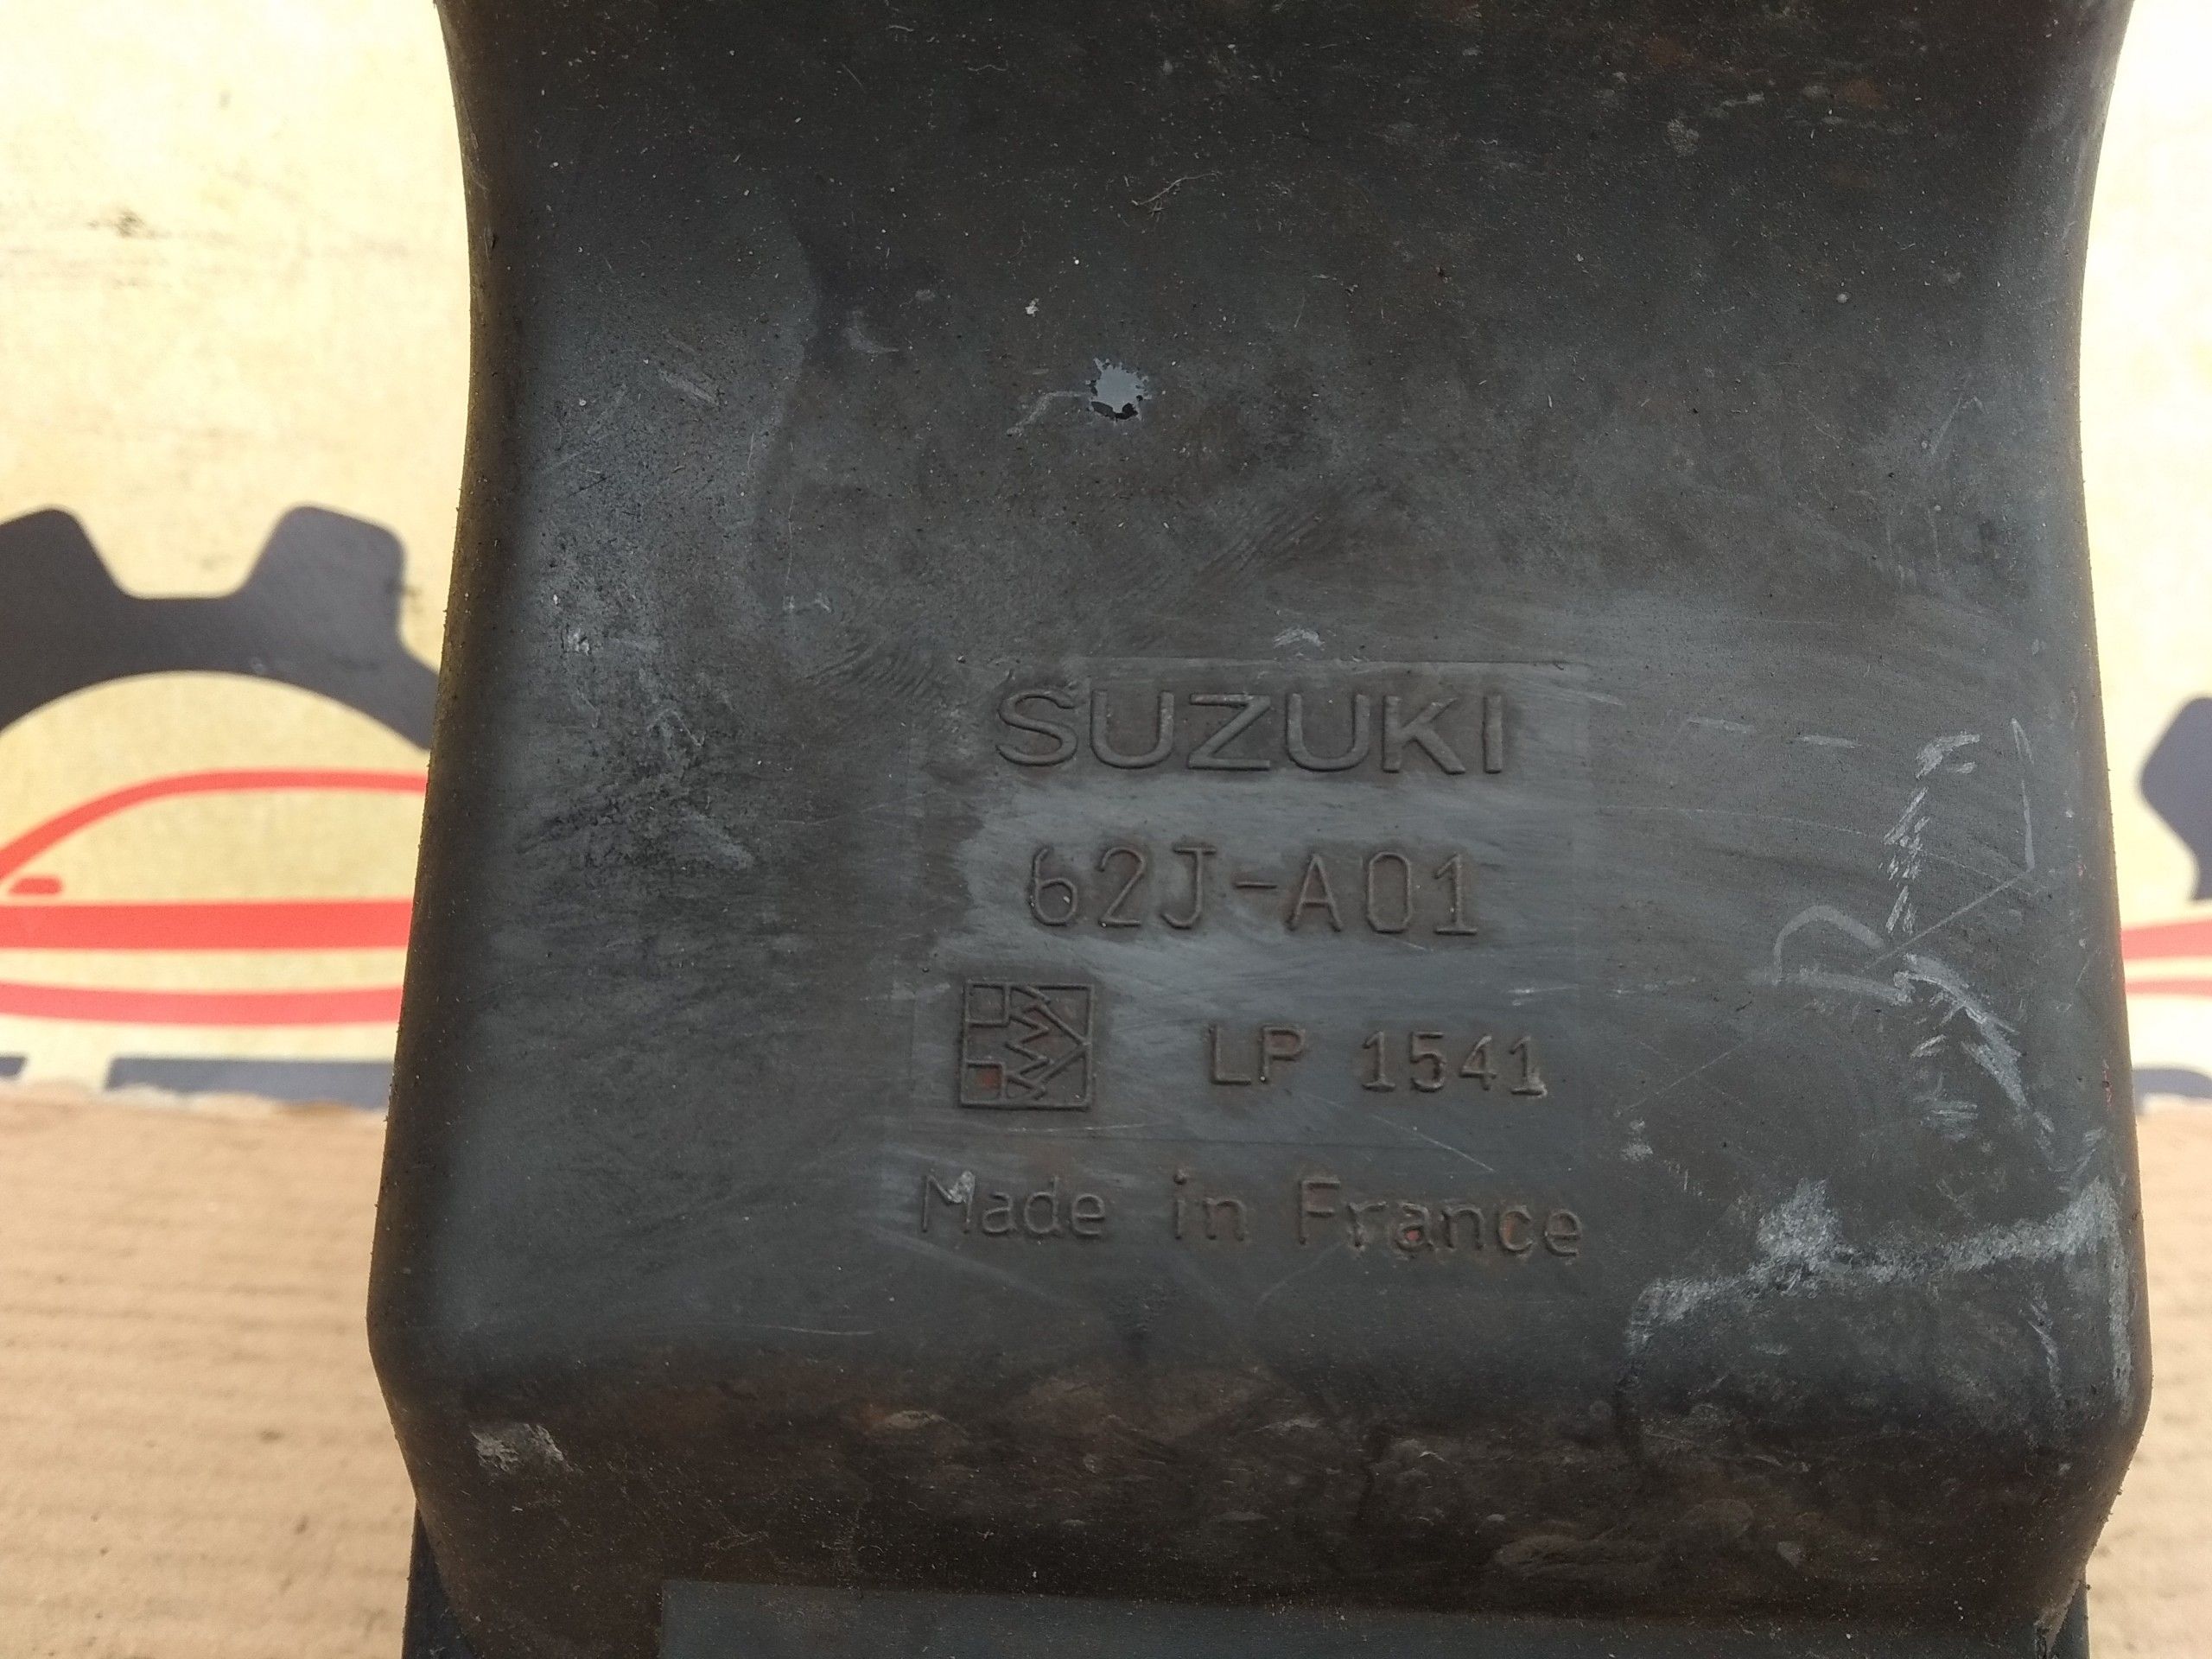 SUZUKI
62J-A01
LP 1541
Made in France